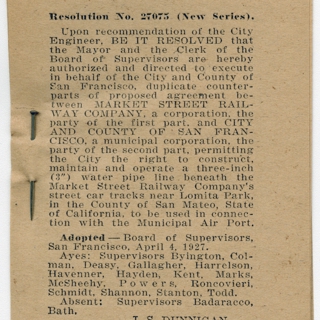 Resolution No. 27075 (New Series).
Upon recommendation of the City
Engineer, BE IT RESOLVED that
the Mayor and the Clerk of the
Board of Supervisors are hereby
authorized and directed to execute
in behalf of the City and County of
San Francisco, duplicate counter-
parts of proposed agreement be-
tween MARKET STREET RAIL-
WAY COMPANY, a corporation, the
party of the first part, and CITY
AND COUNTY OF SAN FRAN-
CISCO, a municipal corporation, the
party of the second part, permitting
the City the right to construct,
maintain and operate a three-inch
(3") water pipe line beneath the
Market Street Railway Company's
street car racks near Lomita Park,
in the County of San Mateo, State
of California, to be used in connec-
tion with the Municipal Air Port.
Adopted — Board of Supervisors,
San Francisco, April 4, 1927.
Ayes: Supervisors Byington, Col-
man, Deasy, Gallagher, Harrelson,
Havenner, Hayden, Kent, Marks,
McSheehy, Powers, Roncovieri,
Schmidt, Shannon, Stanton, Todd.
Absent: Supervisors Badaracco,
Bath.
J. S. DUNNIGAN